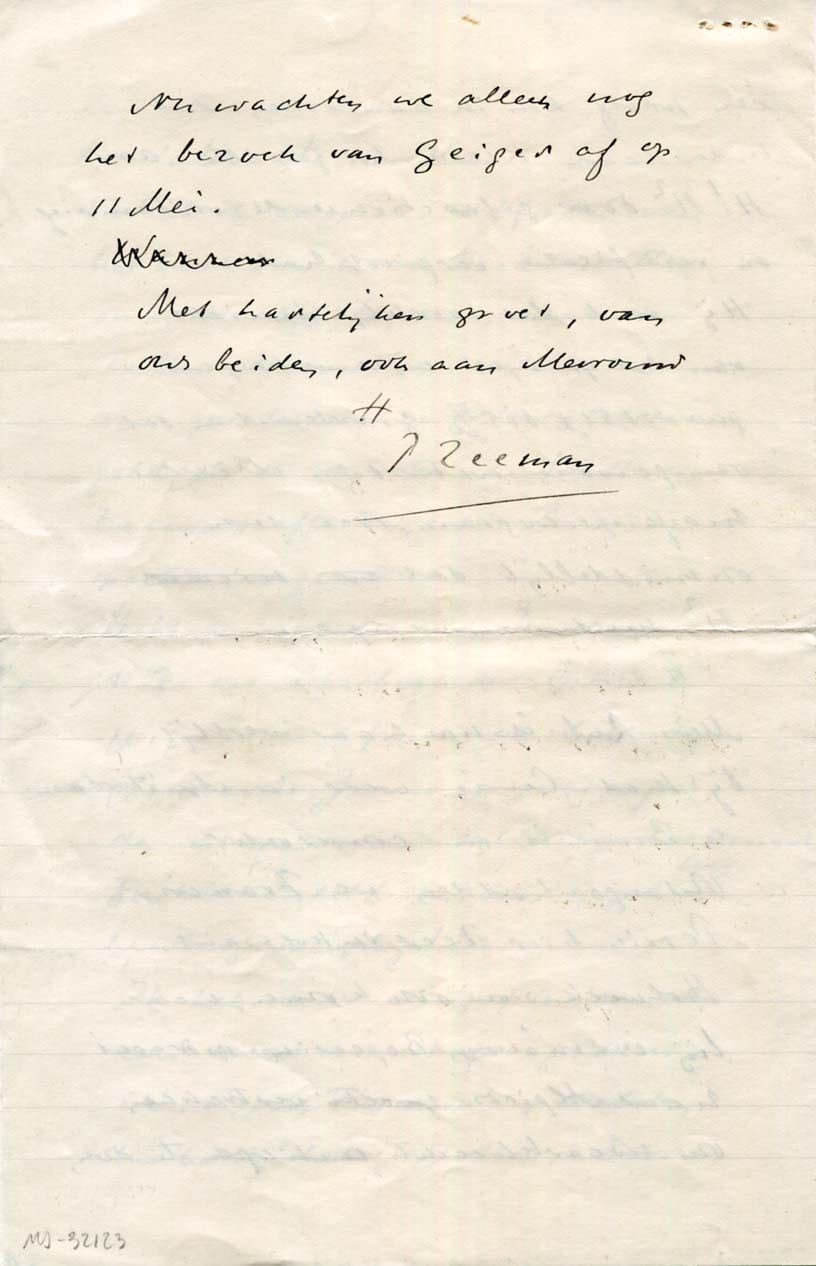 Nu wachten we alleen nog
het bezoek van Geiger af op
11 Mei.
Met hartelijken groet, van
ons beiden, ook aan Mevrouw
H
P Zeeman
MS-32123